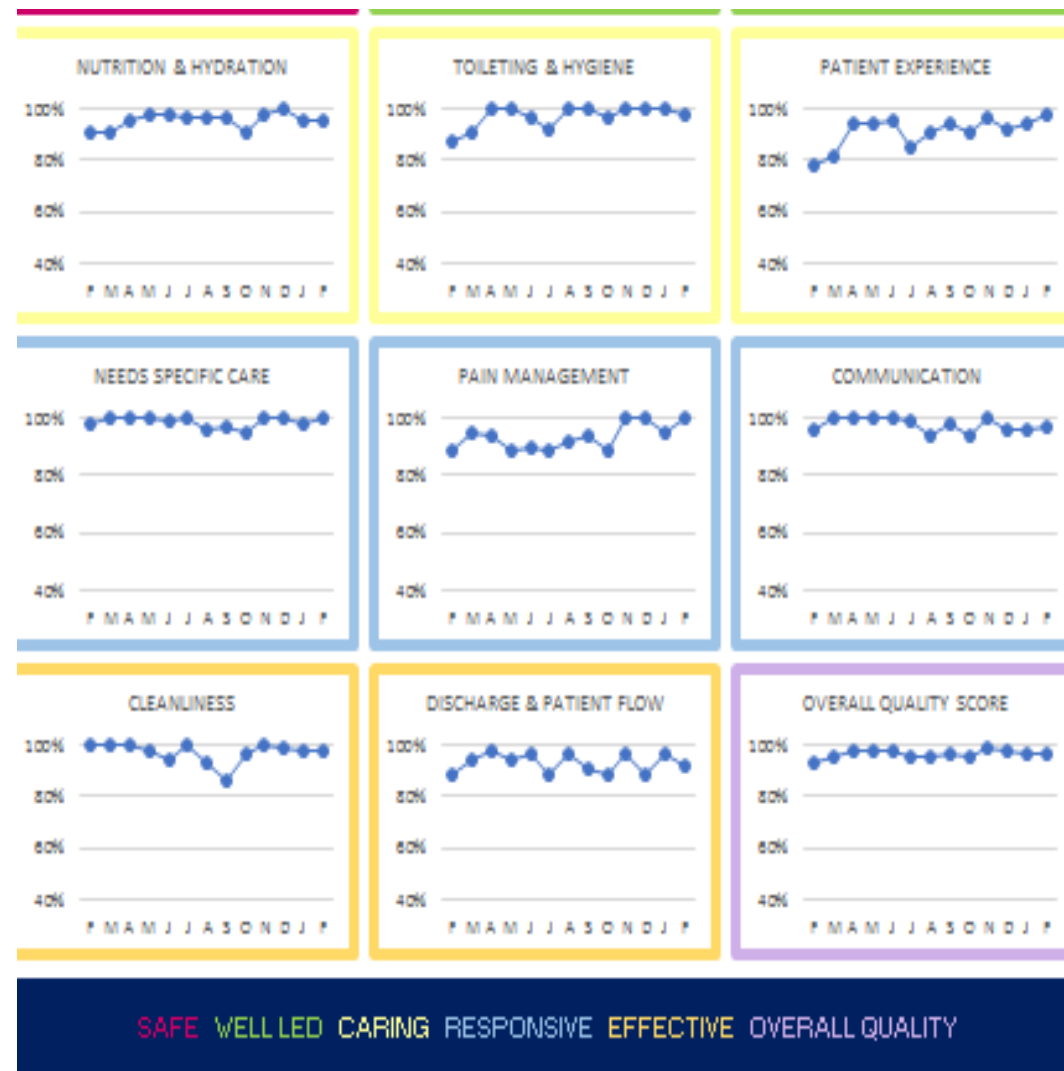 NUTRITION & HYDRATION
100%
80%
60%
40%
F M A M J J A S O N D J F
TOILETING & HYGIENE
100%
80%
60%
40%
F M A M J J A S O N D J F
PATIENT EXPERIENCE
100%
80%
60%
40%
F M A M J J A S O N D J F
NEEDS SPECIFIC CARE
100%
80%
60%
40%
F M A M J J A S O N D J F
PAIN MANAGEMENT
100%
80%
60%
40%
F M A M J J A S O N D J F
COMMUNICATION
100%
80%
60%
40%
F M A M J J A S O N D J F
CLEANLINESS
100%
80%
60%
40%
F M A M J J A S O N D J F
DISCHARGE & PATIENT FLOW
100%
80%
60%
40%
F M A M J J A S O N D J F
OVERALL QUALITY SCORE
100%
80%
60%
40%
F M A M J J A S O N D J F
SAFE WELL LED CARING RESPONSIVE EFFECTIVE OVERALL QUALITY